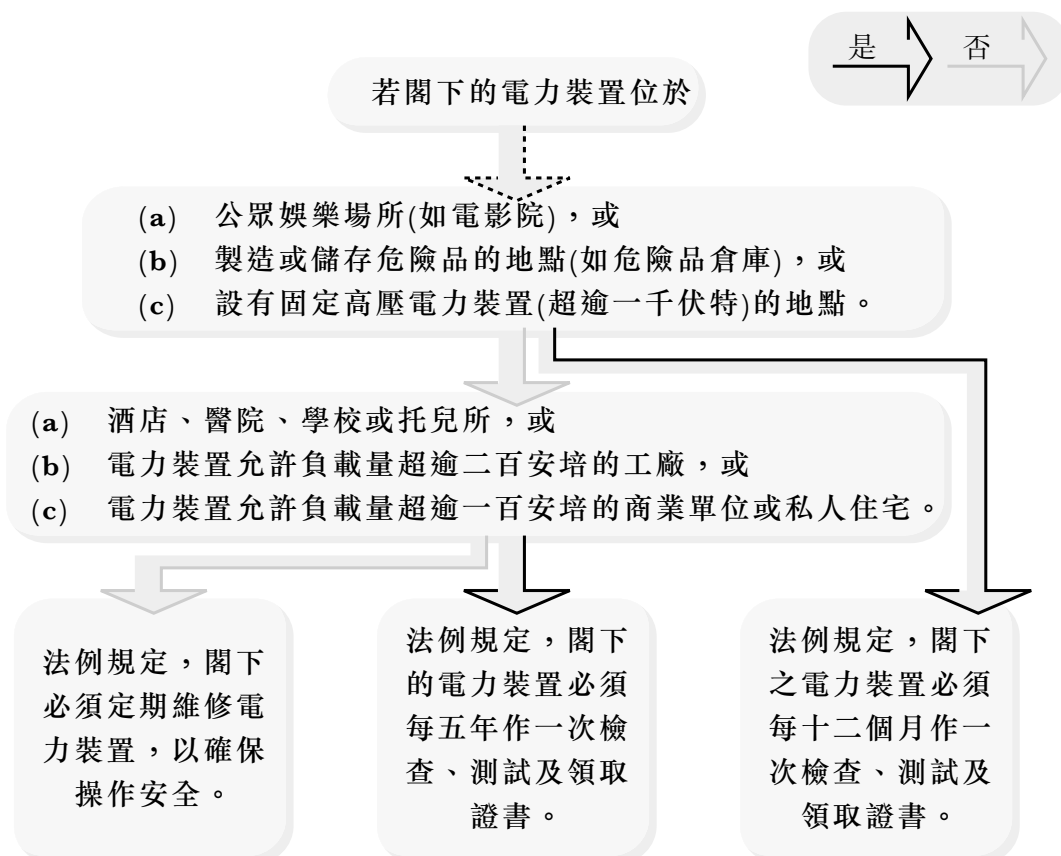 是 否
若閣下的電力裝置位於
(a) 公眾娛樂場所(如電影院)，或
(b) 製造或儲存危險品的地點(如危險品倉庫)，或
(c) 設有固定高壓電力裝置(超逾一千伏特)的地點。
(a) 酒店、醫院、學校或托兒所，或
(b) 電力裝置允許負載量超逾二百安培的工廠，或
(c) 電力裝置允許負載量超逾一百安培的商業單位或私人住宅。
法例規定，閣下
必須定期維修電
力裝置，以確保
操作安全。
法例規定，閣下
的電力裝置必須
每五年作一次檢
查、測試及領取
證書。
法例規定，閣下
之電力裝置必須
每十二個月作一
次檢查、測試及
領取證書。